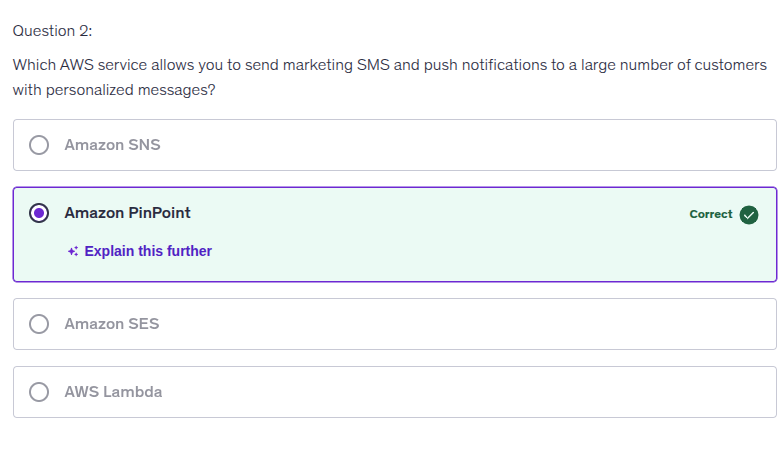 Question 2:
Which AWS service allows you to send marketing SMS and push notifications to a large number of customers
with personalized messages?
Amazon SNS
Amazon PinPoint
Correct
Explain this further
Amazon SES
AWS Lambda